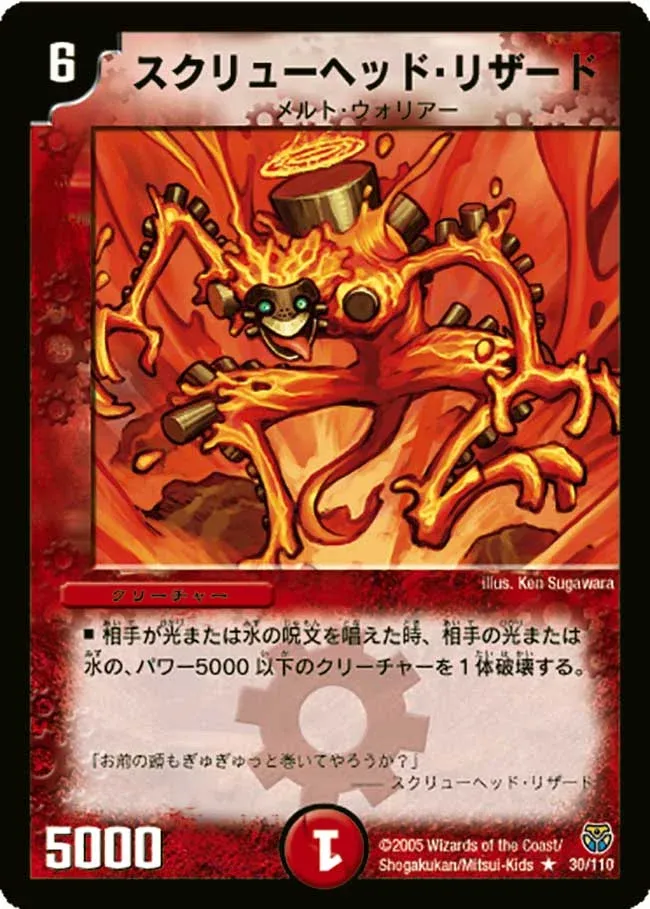 6
スクリューヘッド・リザード
メルト・ウォリアー
illus. Ken Sugawara
クリーチャー
■ 相手が光または水の呪文を唱えた時、相手の光または
水の、パワー5000以下のクリーチャーを1体破壊する。
「お前の頭もぎゅぎゅっと巻いてやろうか?」
—— スクリューヘッド・リザード
5000
1
©2005 Wizards of the Coast/
Shogakukan/Mitsui-Kids ★ 30/110